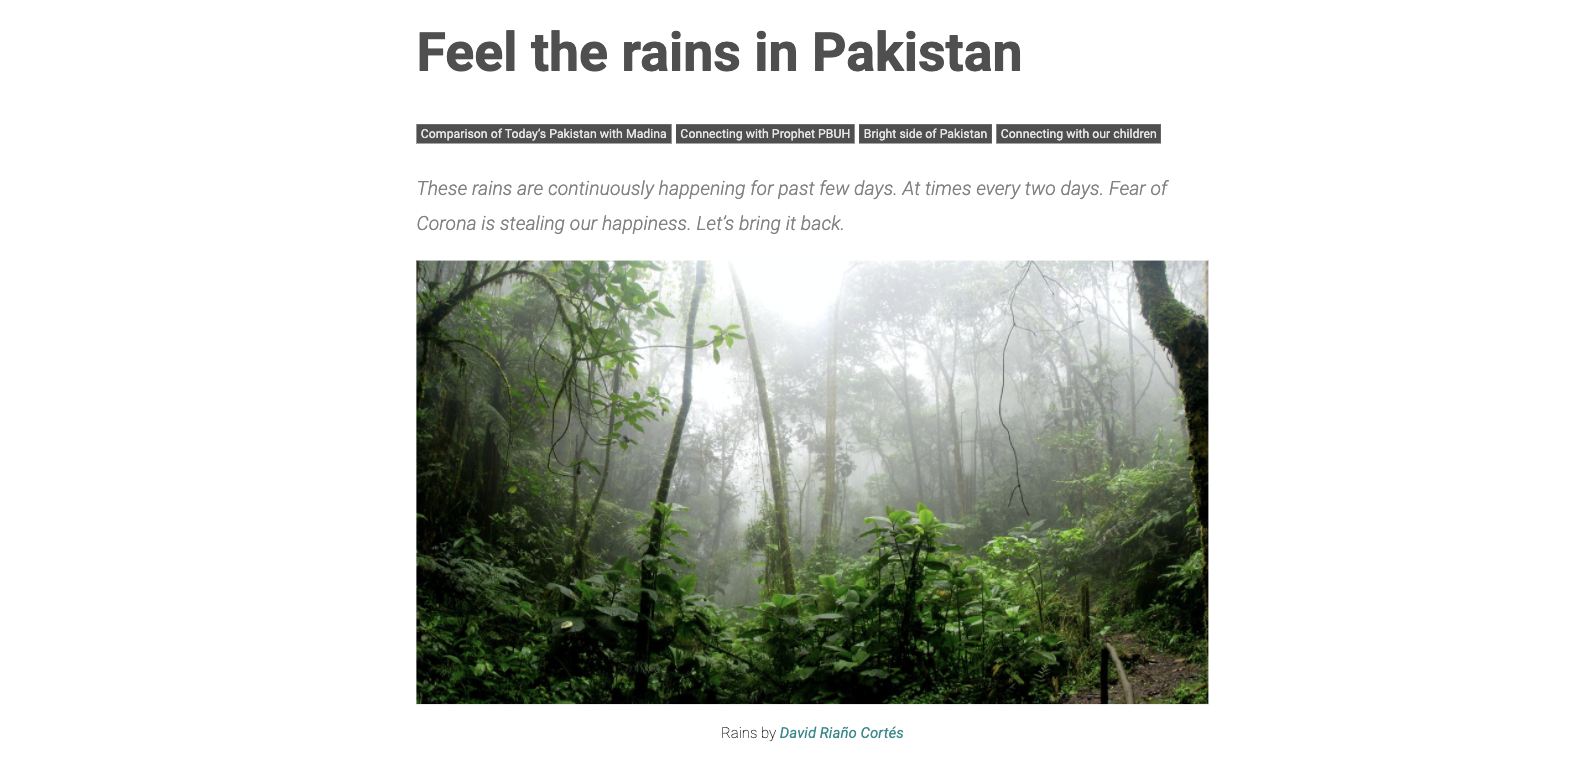 Feel the rains in Pakistan
Comparison of Today's Pakistan with Madina Connecting with Prophet PBUH Bright side of Pakistan Connecting with our children
These rains are continuously happening for past few days. At times every two days. Fear of
Corona is stealing our happiness. Let's bring it back.
Rains by David Riaño Cortés